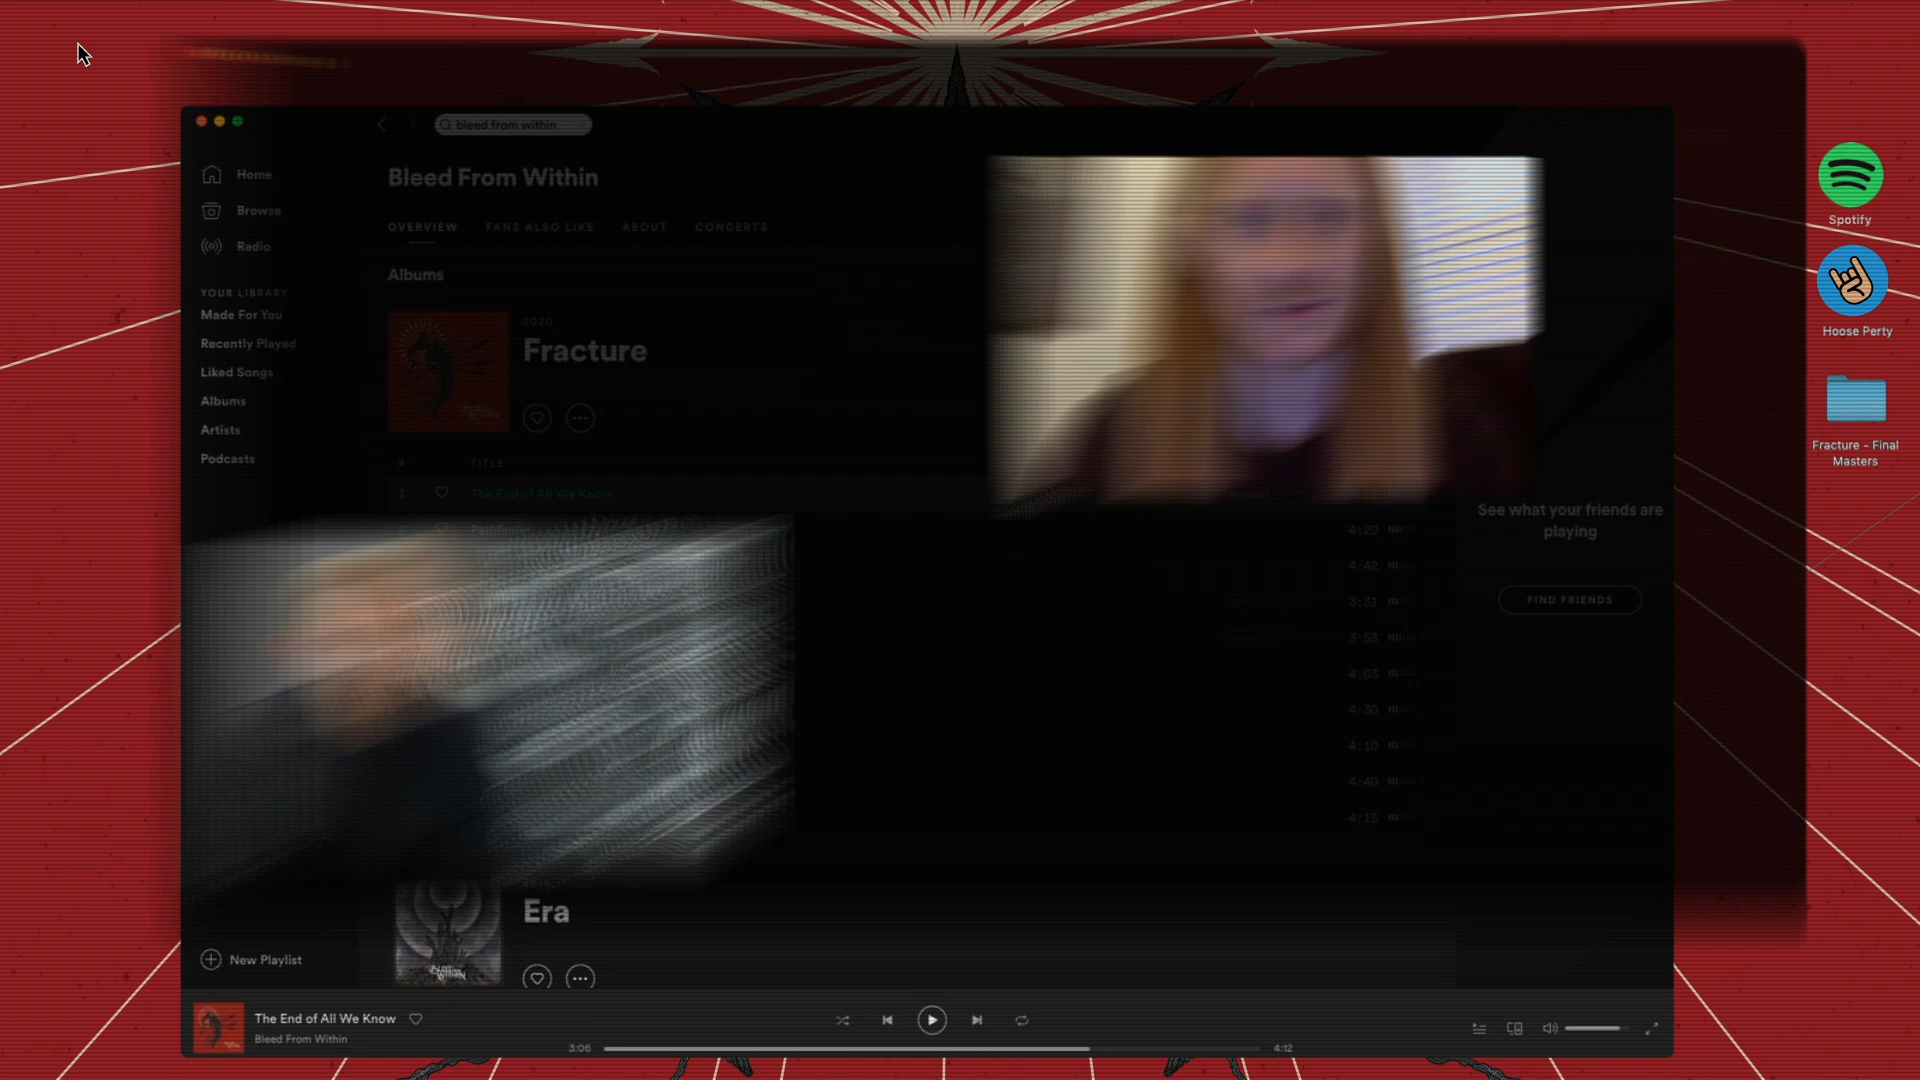 bleed from within
Home
Browse
Radio
YOUR LIBRARY
Made For You
Recently Played
Liked Songs
Albums
Artists
Podcasts
New Playlist
Bleed From Within
OVERVIEW FANS ALSO LIKE ABOUT CONCERTS
Albums
2020
Fracture
# TITLE
1 The End of All We Know
Pathfinder
4:20
4:42
3:31
3:53
4:03
4:30
4:10
4:40
4:15
Era
See what your friends are
playing
FIND FRIENDS
The End of All We Know
Bleed From Within
3:06
4:12
Spotify
Hoose Perty
Fracture - Final
Masters